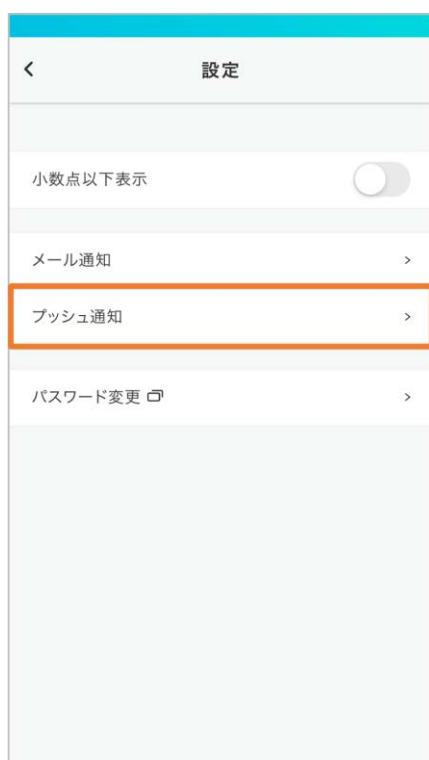 設定
小数点以下表示
メール通知
プッシュ通知
パスワード変更